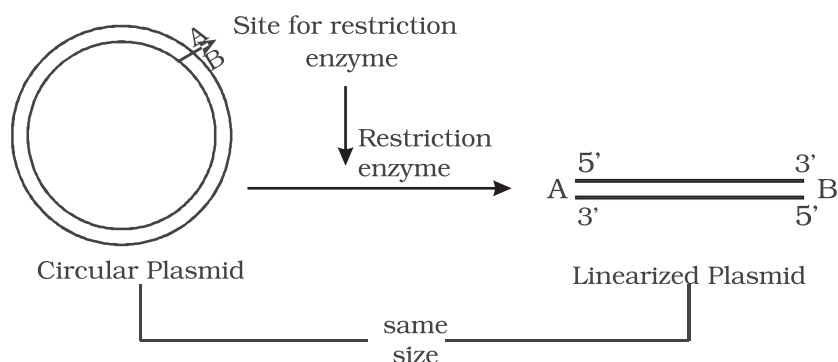 A
B
Site for restriction
enzyme
Restriction
enzyme
5’
3’
A
B
3’
5’
Circular Plasmid
Linearized Plasmid
same
size